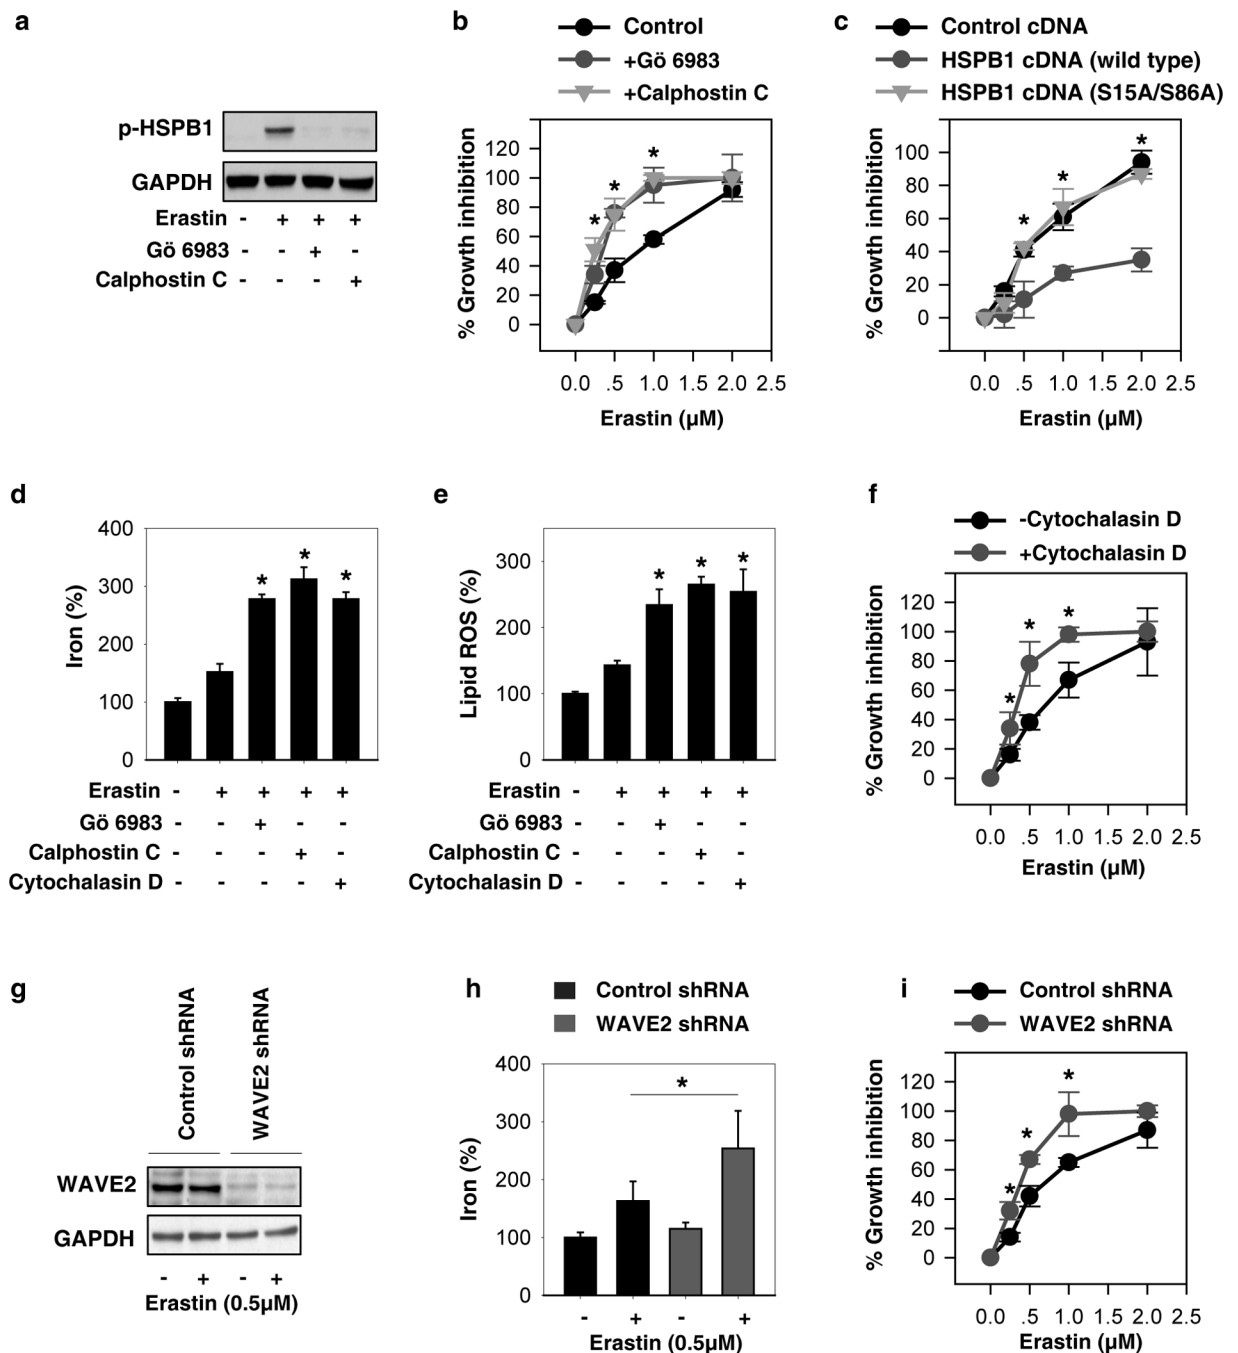 a
p-HSPB1
GAPDH
Erastin - + + +
Gö 6983 - - + -
Calphostin C - - - +
b
Control
+Gö 6983
+Calphostin C
% Growth inhibition
120
100
80
60
40
20
0
* * *
0.0 .5 1.0 1.5 2.0 2.5
Erastin (µM)
c
Control cDNA
HSPB1 cDNA (wild type)
HSPB1 cDNA (S15A/S86A)
% Growth inhibition
100
80
60
40
20
0
* * *
0.0 .5 1.0 1.5 2.0 2.5
Erastin (µM)
d
Iron (%)
400
300
200
100
0
* * *
Erastin - + + + +
Gö 6983 - - + - -
Calphostin C - - - + -
Cytochalasin D - - - - +
e
Lipid ROS (%)
300
200
100
0
* * *
Erastin - + + + +
Gö 6983 - - + - -
Calphostin C - - - + -
Cytochalasin D - - - - +
f
-Cytochalasin D
+Cytochalasin D
% Growth inhibition
120
100
80
60
40
20
0
* * *
0.0 .5 1.0 1.5 2.0 2.5
Erastin (µM)
g
Control shRNA
WAVE2 shRNA
WAVE2
GAPDH
- + - +
Erastin (0.5µM)
h
Control shRNA
WAVE2 shRNA
Iron (%)
400
300
200
100
0
*
- + - +
Erastin (0.5µM)
i
Control shRNA
WAVE2 shRNA
% Growth inhibition
120
100
80
60
40
20
0
* * *
0.0 .5 1.0 1.5 2.0 2.5
Erastin (µM)